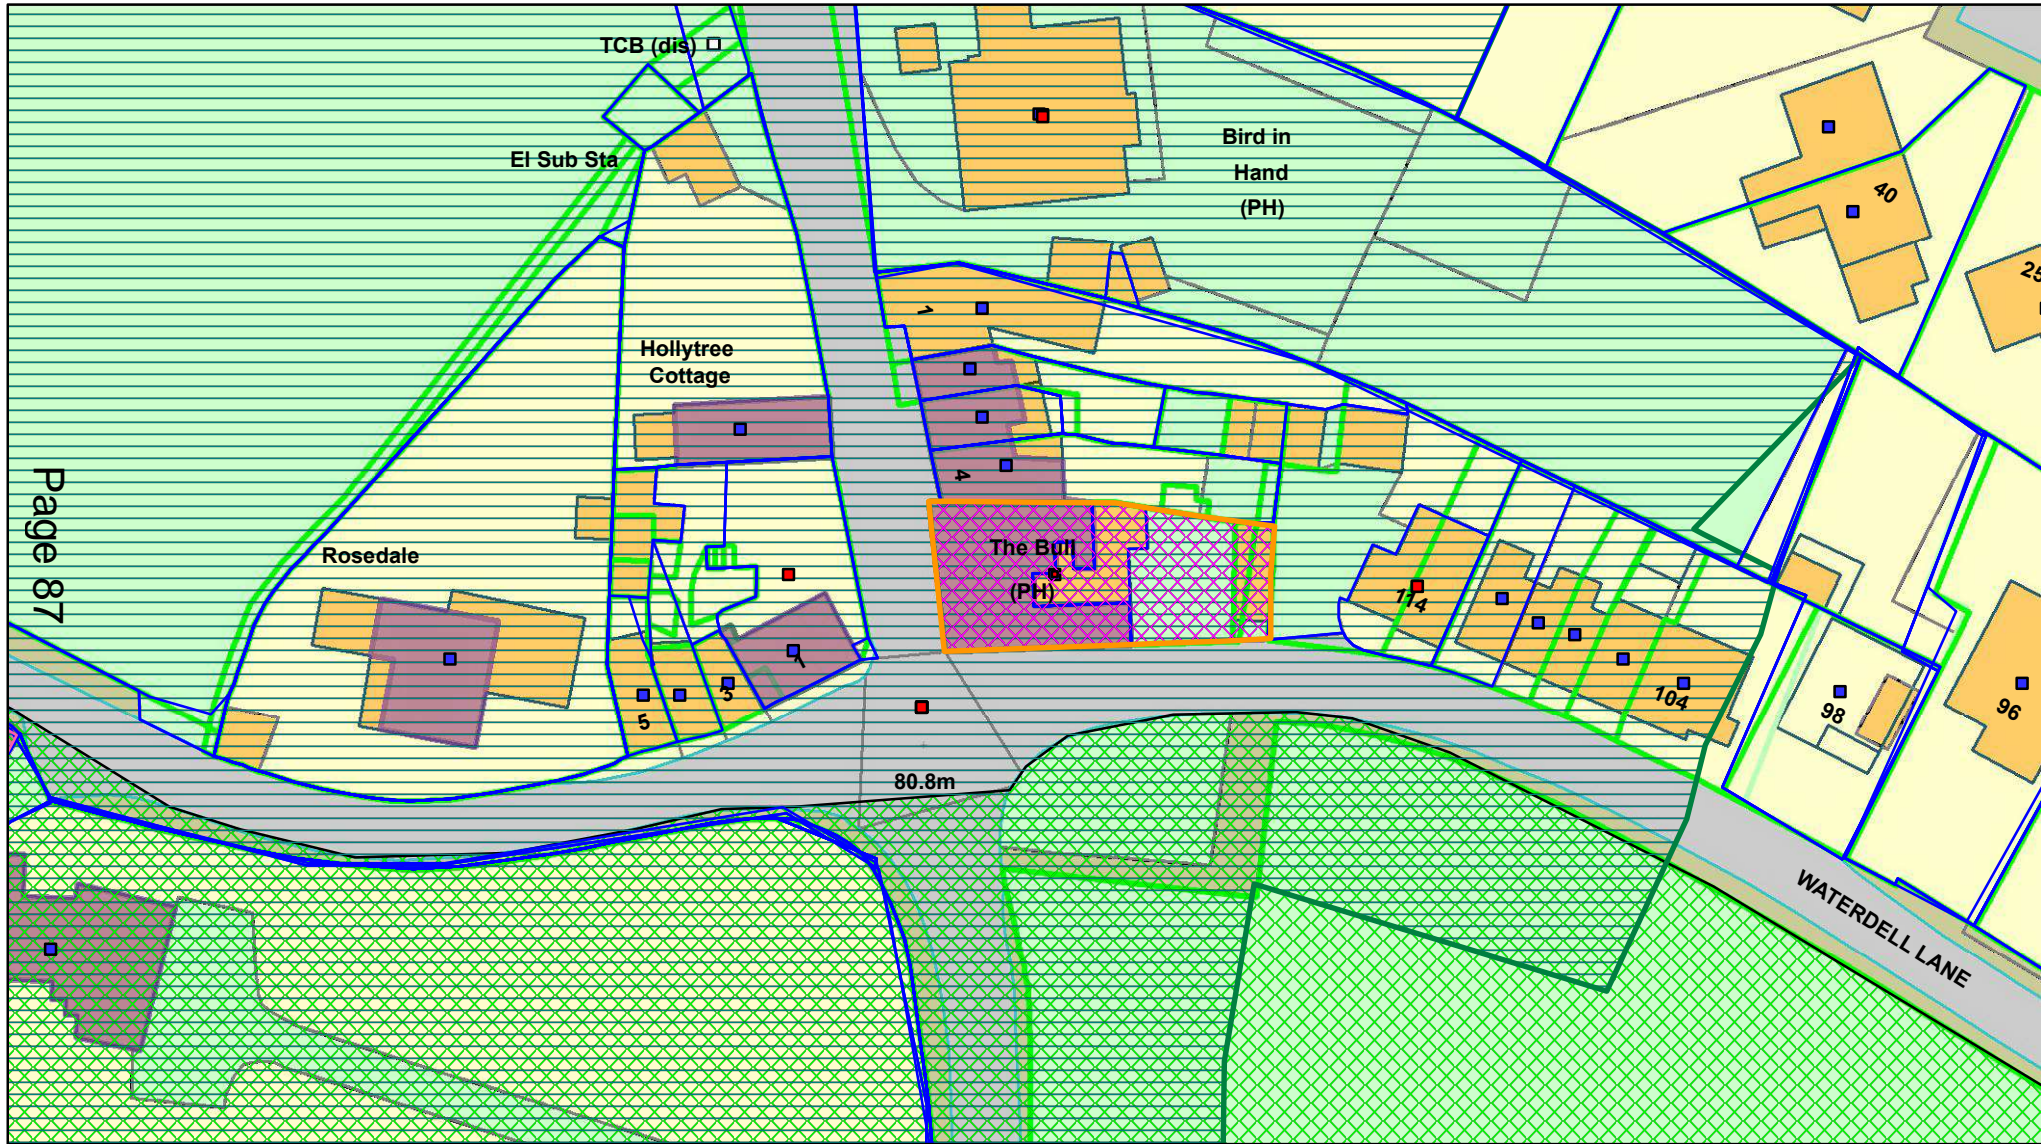 TCB (dis)
El Sub Sta
Bird in
Hand
(PH)
40
25
1
Hollytree
Cottage
4
Page 87
Rosedale
The Bull
(PH)
114
1
3
5
104
98
96
80.8m
WATERDELL LANE